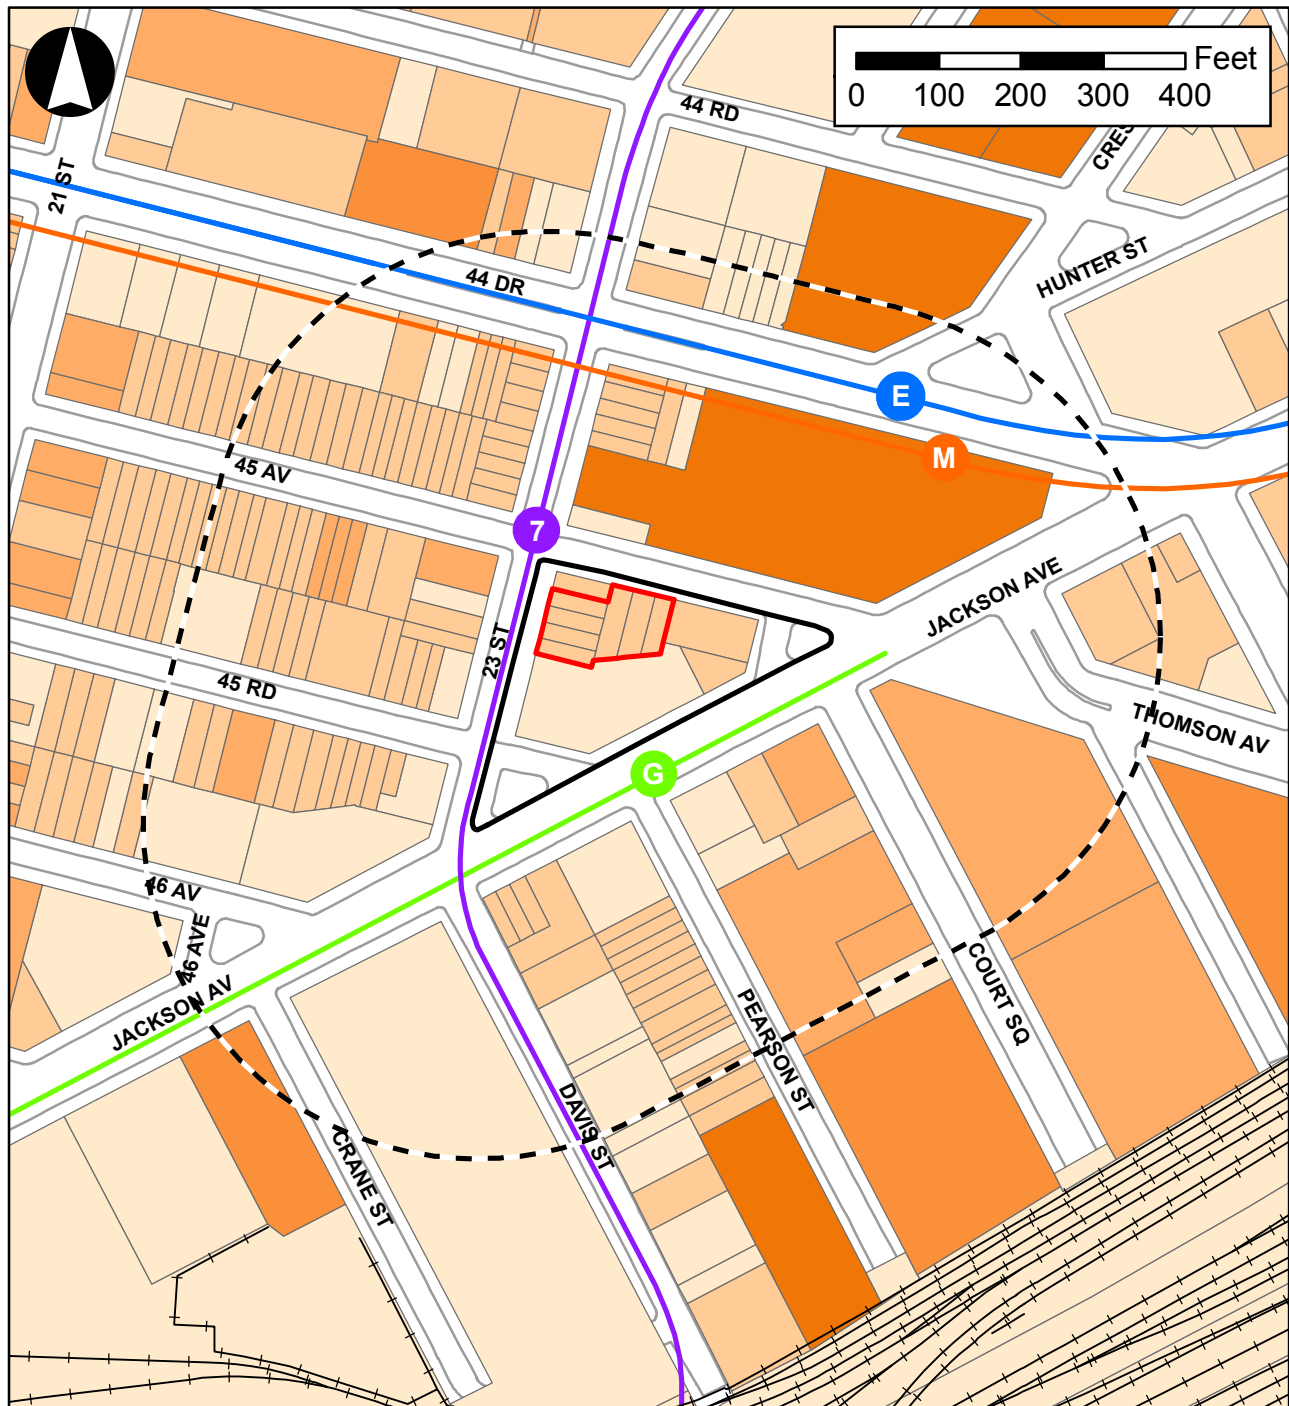 Feet
0 100 200 300 400
44 RD
CRES
21 ST
HUNTER ST
44 DR
E
M
45 AV
7
JACKSON AVE
23 ST
45 RD
THOMSON AV
G
46 AV
46 AVE
COURT SQ
JACKSON AV
PEARSON ST
DAVIS ST
CRANE ST